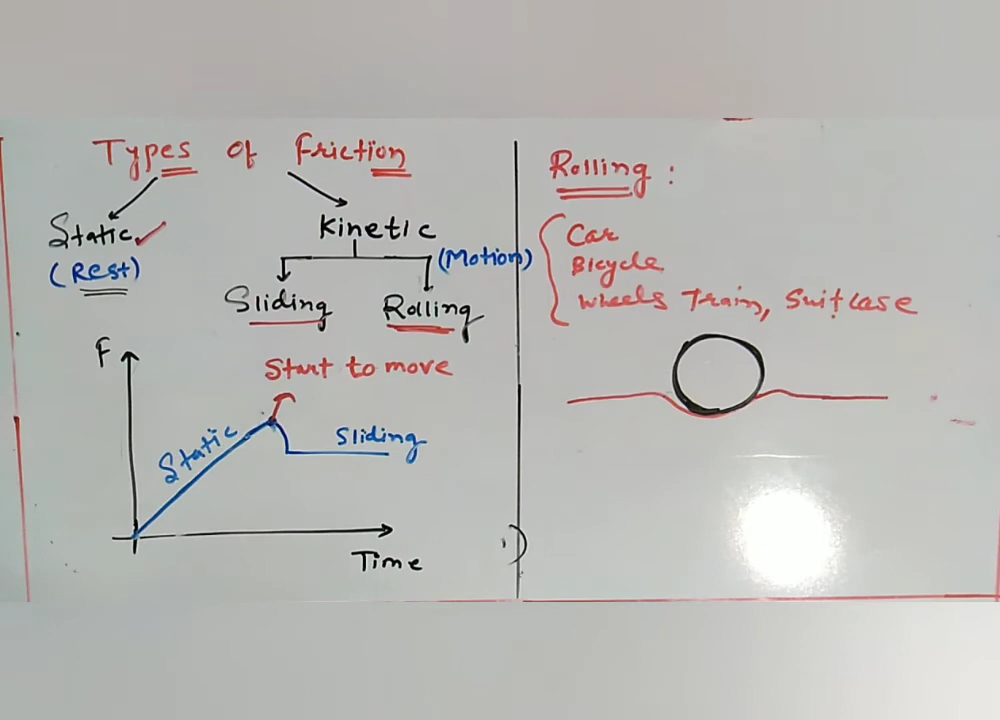 Types of Friction
Static
(Rest)
Kinetic
(Motion)
Sliding Rolling
F
Start to move
Static
Sliding
Time
Rolling :
Car
Bicycle
Wheels Train, Suitcase